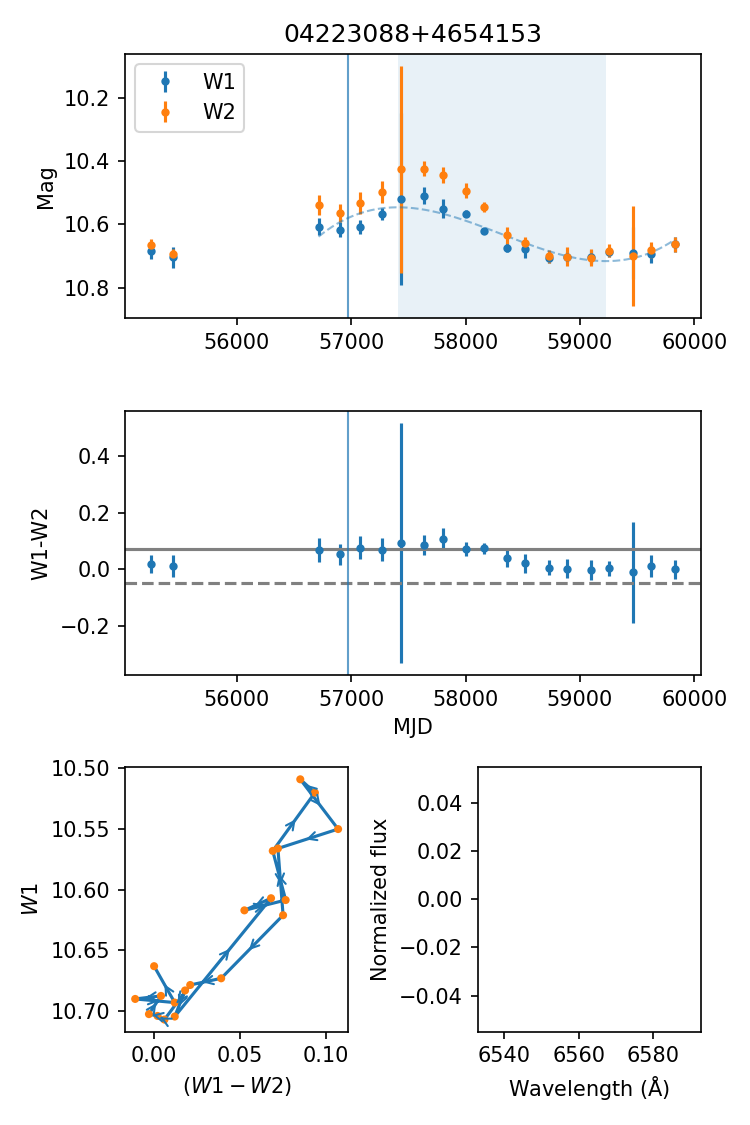 04223088+4654153
W1
W2
Mag
10.2
10.4
10.6
10.8
56000 57000 58000 59000 60000
W1-W2
0.4
0.2
0.0
−0.2
56000 57000 58000 59000 60000
MJD
W1
10.50
10.55
10.60
10.65
10.70
0.00 0.05 0.10
(W1 − W2)
Normalized flux
0.04
0.02
0.00
−0.02
−0.04
6540 6560 6580
Wavelength (Å)